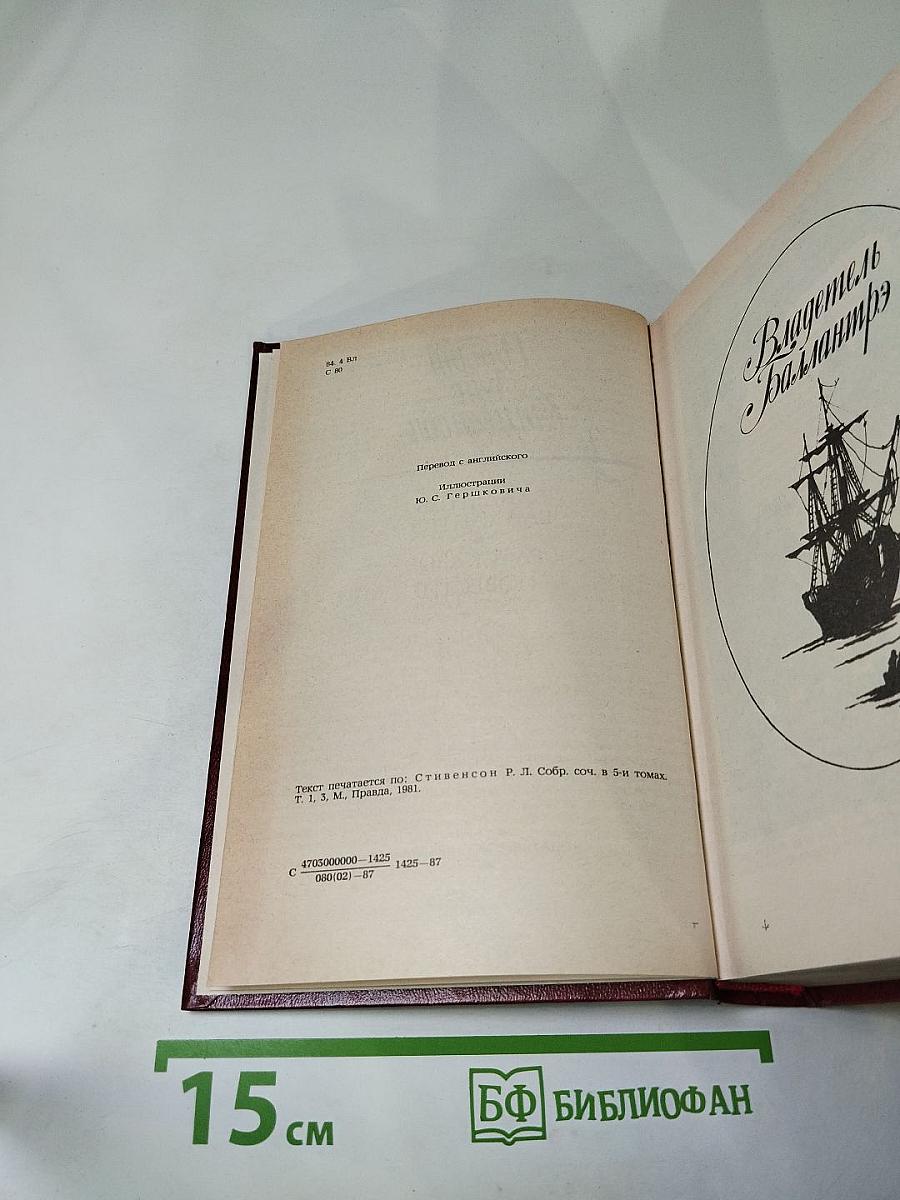 84. 4 ВЛ
С 80
Перевод с английского
Иллюстрации
Ю. С. Гершковича
Текст печатается по: Стивенсон Р. Л. Собр. соч. в 5-и томах.
Т. 1, 3, М., Правда, 1981.
С 4703000000—1425 1425—87
080(02)—87
Владетель
Баллантрэ
15 см
БФ БИБЛИОФАН